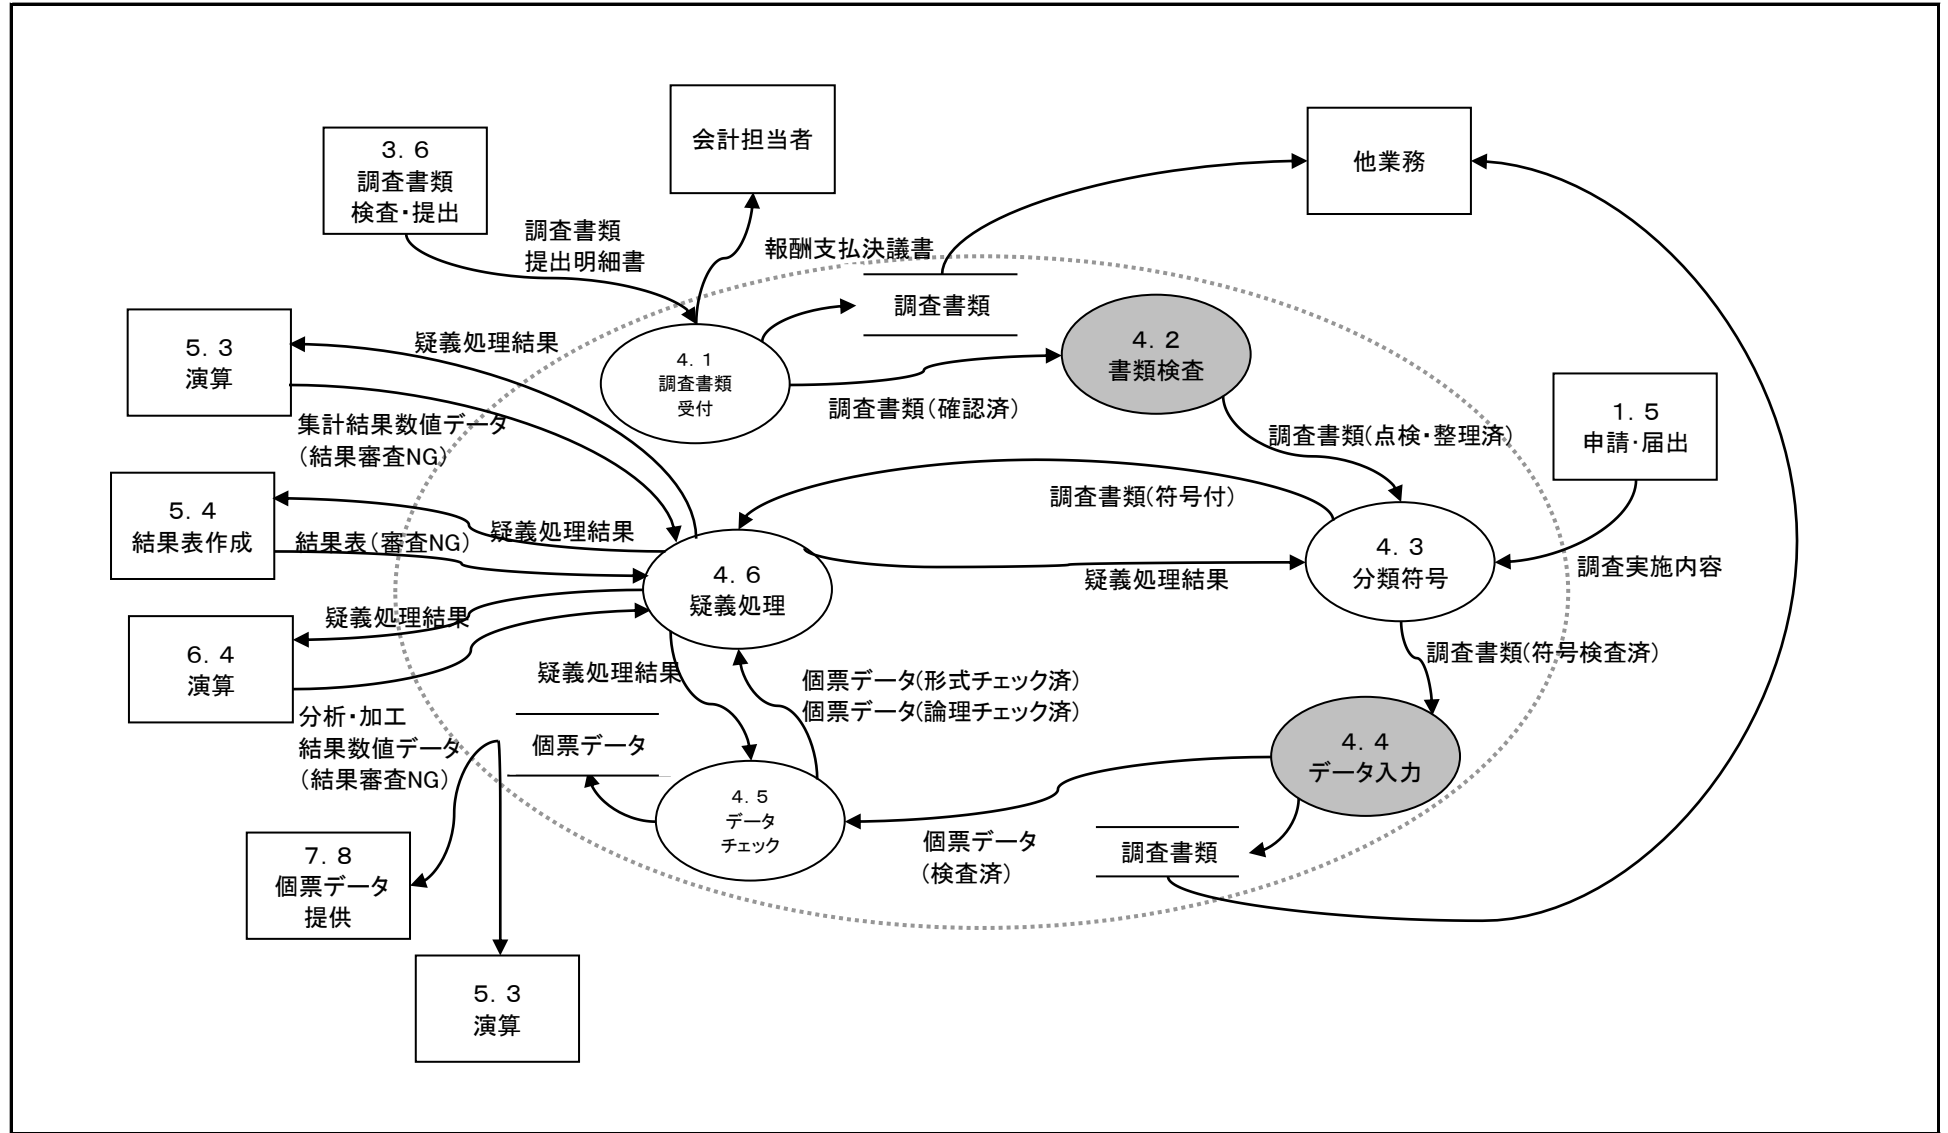 会計担当者
3．6
調査書類
検査・提出
他業務
調査書類
提出明細書
報酬支払決議書
調査書類
5．3
演算
疑義処理結果
4．1
調査書類
受付
4．2
書類検査
調査書類（確認済）
1．5
申請・届出
集計結果数値データ
（結果審査NG）
調査書類(点検・整理済)
5．4
結果表作成
疑義処理結果
結果表（審査NG）
調査書類(符号付)
4．3
分類符号
4．6
疑義処理
疑義処理結果
調査実施内容
疑義処理結果
6．4
演算
疑義処理結果
個票データ(形式チェック済)
個票データ(論理チェック済)
調査書類(符号検査済)
分析・加工
結果数値データ
（結果審査NG）
個票データ
4．4
データ入力
4．5
データ
チェック
個票データ
（検査済）
調査書類
7．8
個票データ
提供
5．3
演算